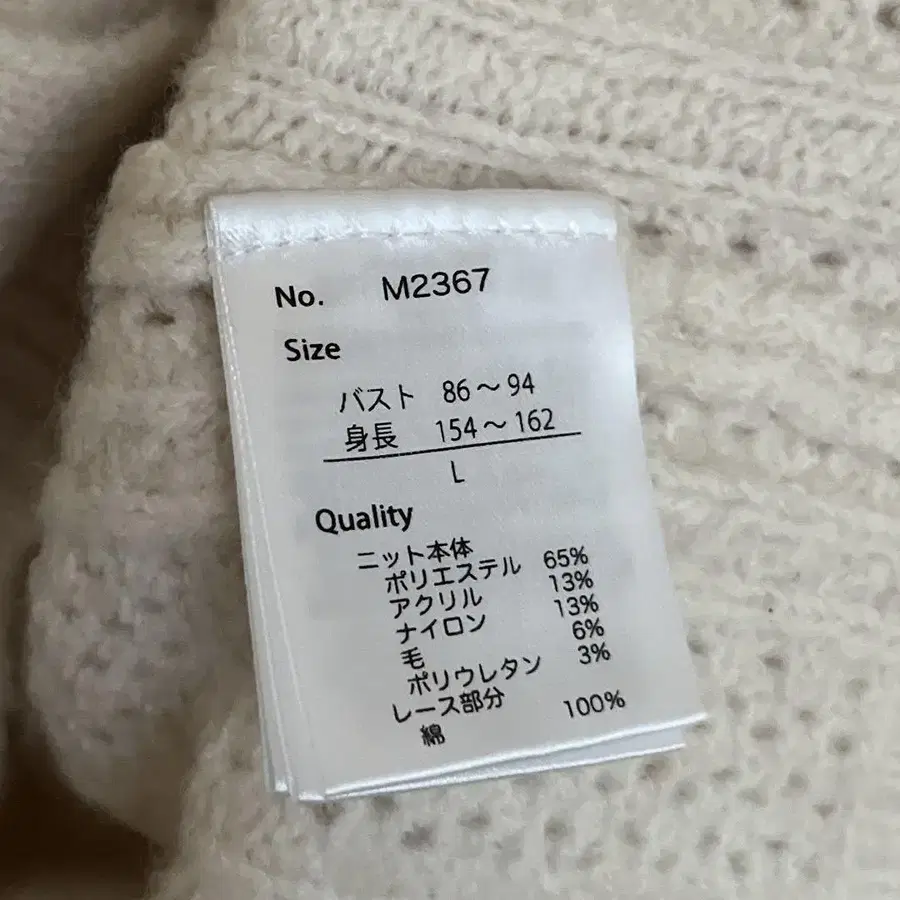 No. M2367
Size
バスト 86～94
身長 154～162
L
Quality
ニット本体
ポリエステル 65%
アクリル 13%
ナイロン 13%
毛 6%
ポリウレタン 3%
レース部分
綿 100%